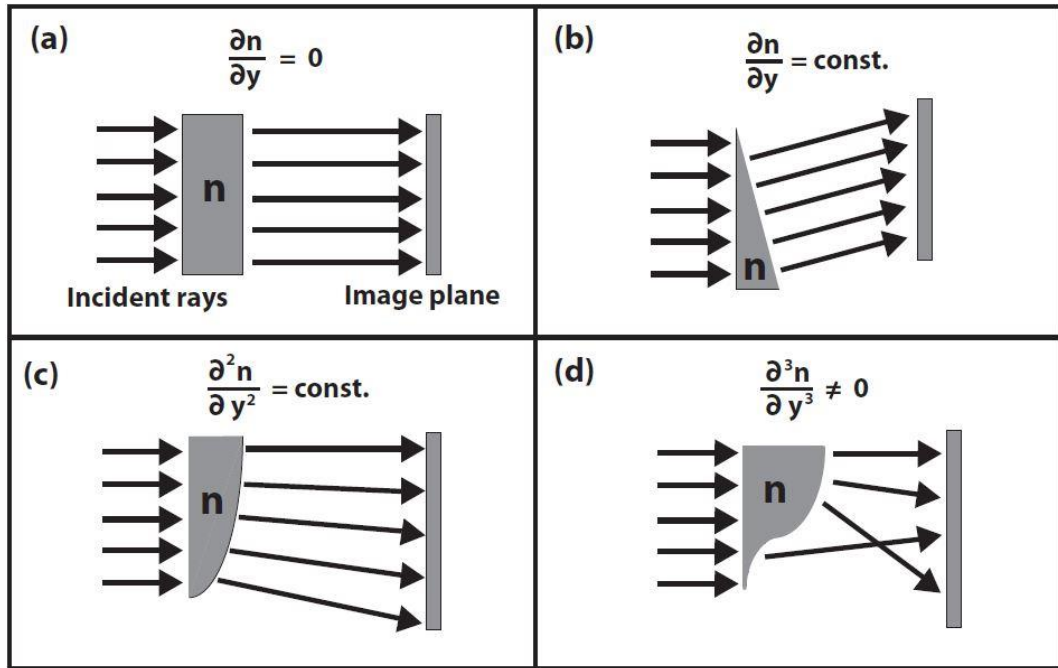 (a)
∂n/∂y = 0
n
Incident rays
Image plane
(b)
∂n/∂y = const.
n
(c)
∂²n/∂y² = const.
n
(d)
∂³n/∂y³ ≠ 0
n